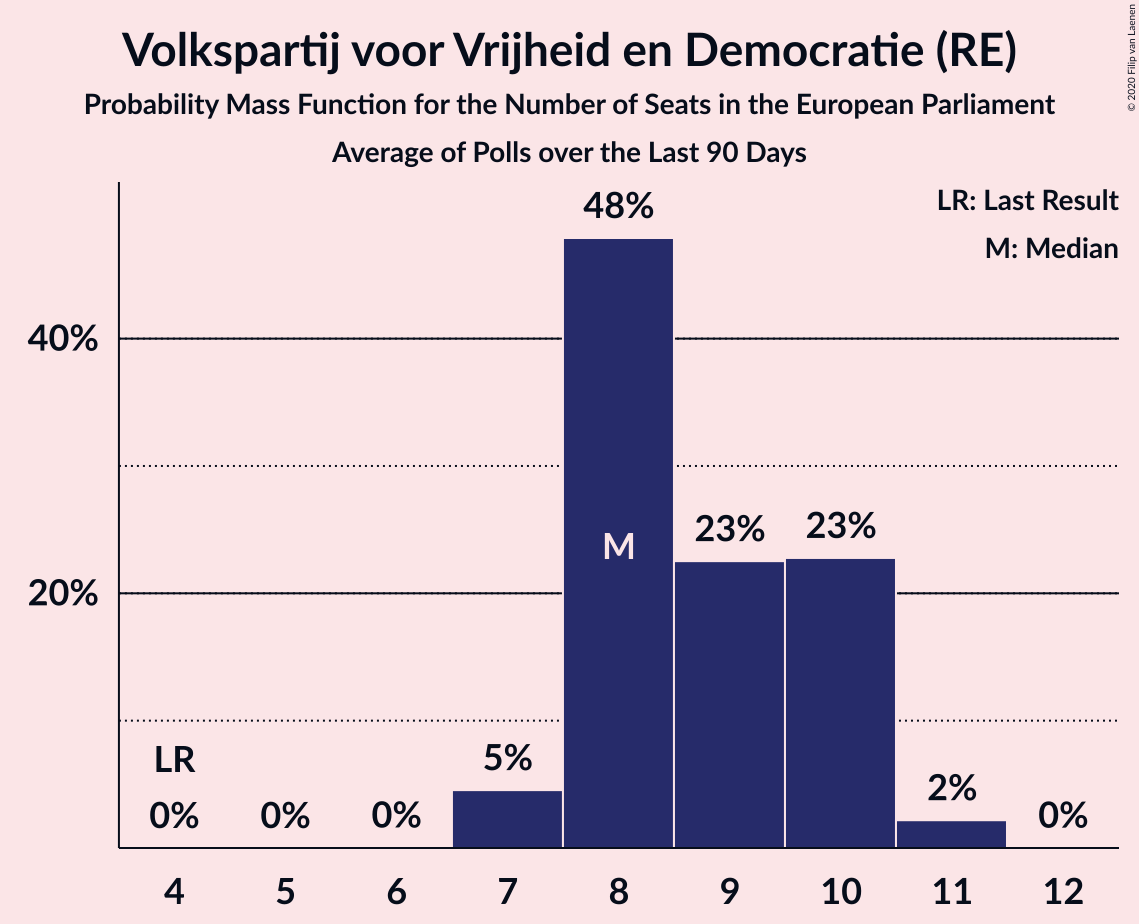 Volkspartij voor Vrijheid en Democratie (RE)
Probability Mass Function for the Number of Seats in the European Parliament
Average of Polls over the Last 90 Days
© 2020 Filip van Laenen
LR: Last Result
M: Median
48%
40%
M
23%
23%
20%
LR
5%
2%
0%
0%
0%
0%
4
5
6
7
8
9
10
11
12